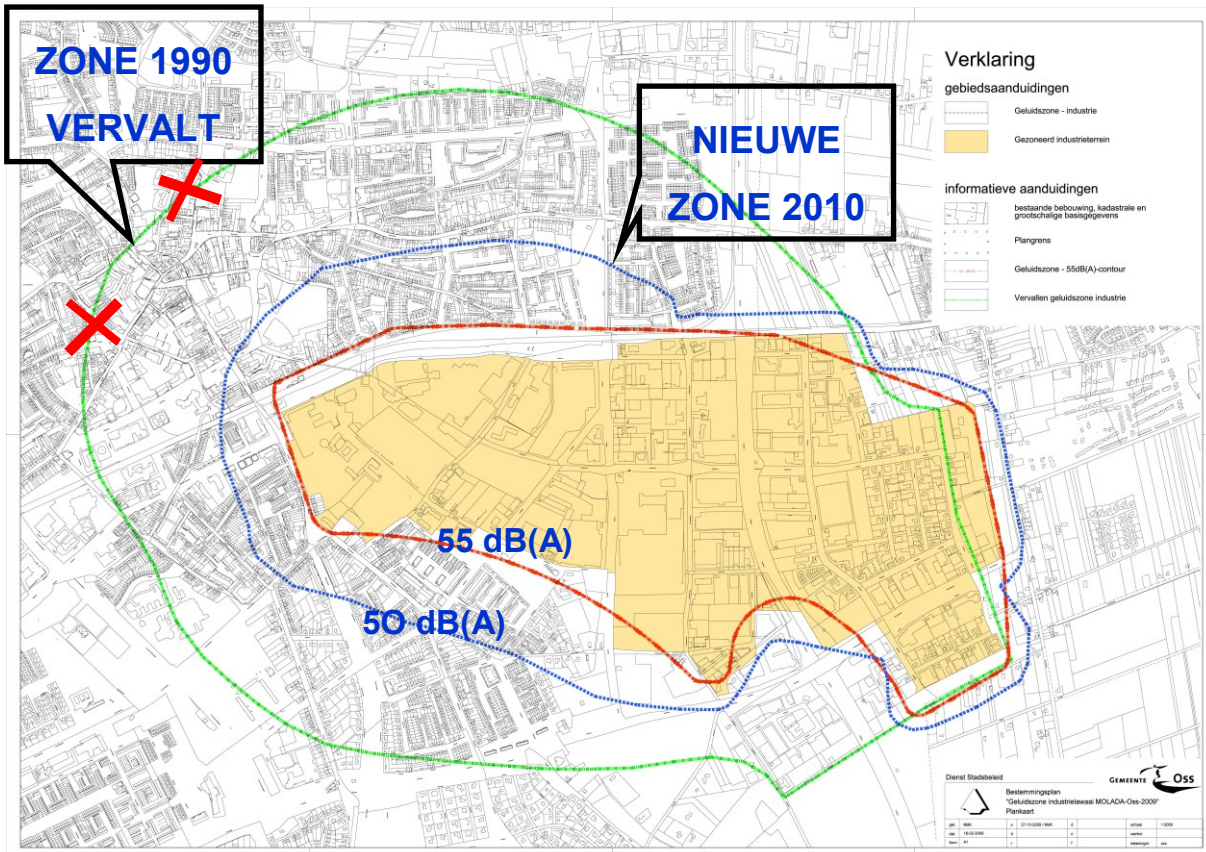 ZONE 1990
VERVALT
NIEUWE
ZONE 2010
55 dB(A)
5O dB(A)
Verklaring
gebiedsaanduidingen
Geluidszone - industrie
Gezoneerd industrieterrein
informatieve aanduidingen
bestaande bebouwing, kadastrale en
grootschalige basisgegevens
Plangrens
Geluidszone - 55dB(A)-contour
Vervallen geluidszone industrie
Dienst Stadsbeleid
GEMEENTE Oss
Bestemmingsplan
"Geluidszone industrielawaai MOLADA-Oss-2009"
Plankaart
schaal
A1